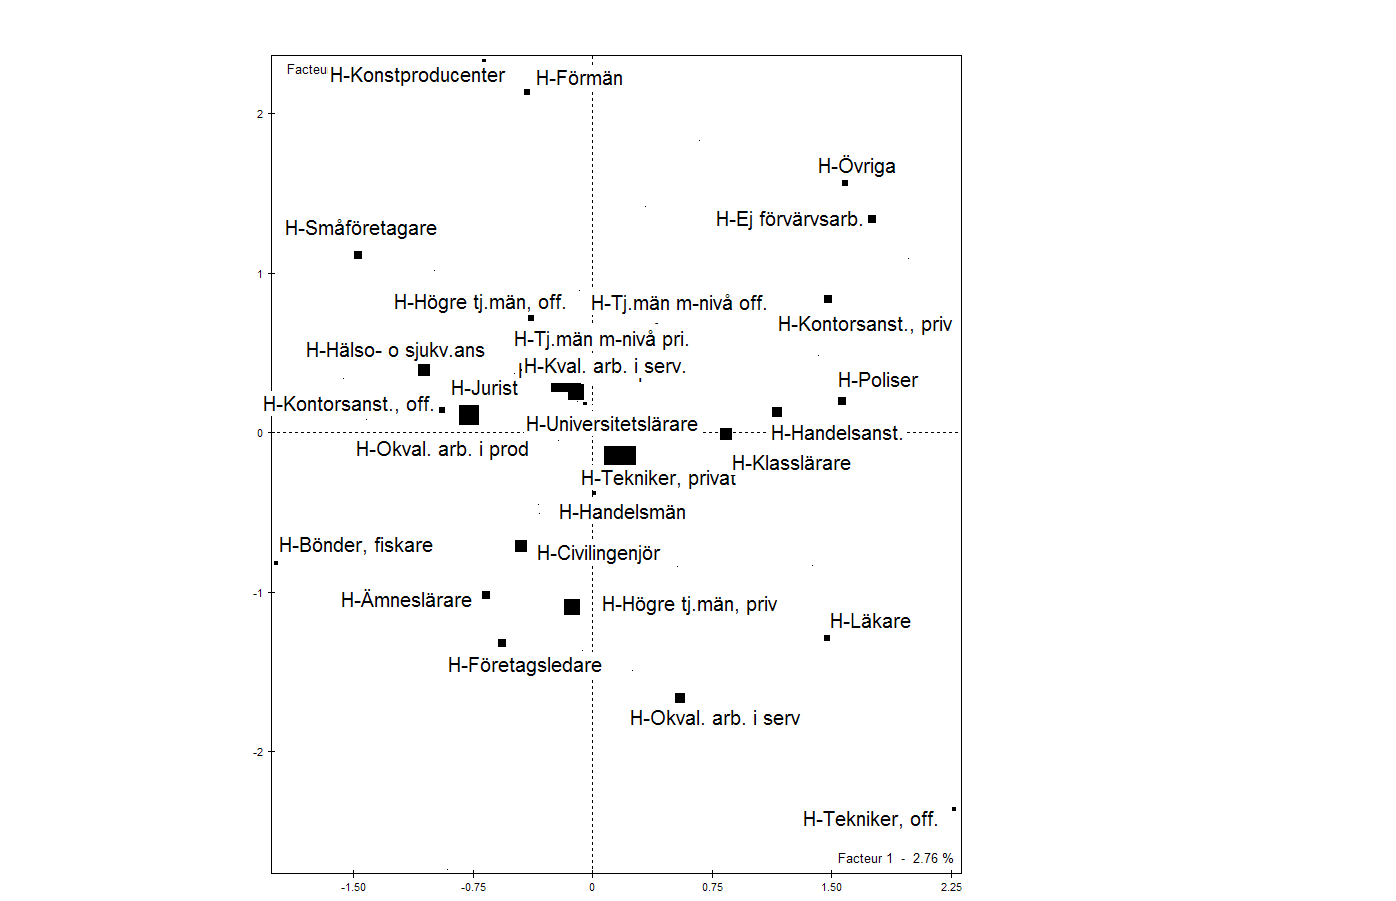 Facteu
H-Konstproducenter
H-Förmän
2
H-Övriga
H-Ej förvärvsarb.
H-Småföretagare
1
H-Högre tj.män, off.
H-Tj.män m-nivå off.
H-Kontorsanst., priv
H-Tj.män m-nivå pri.
H-Hälso- o sjukv.ans
H-Kval. arb. i serv.
H-Jurist
H-Poliser
H-Kontorsanst., off.
H-Universitetslärare
0
H-Handelsanst.
H-Okval. arb. i prod
H-Klasslärare
H-Tekniker, privat
H-Handelsmän
H-Bönder, fiskare
H-Civilingenjör
-1
H-Ämneslärare
H-Högre tj.män, priv
H-Läkare
H-Företagsledare
H-Okval. arb. i serv
-2
H-Tekniker, off.
Facteur 1 - 2.76 %
-1.50 -0.75 0 0.75 1.50 2.25